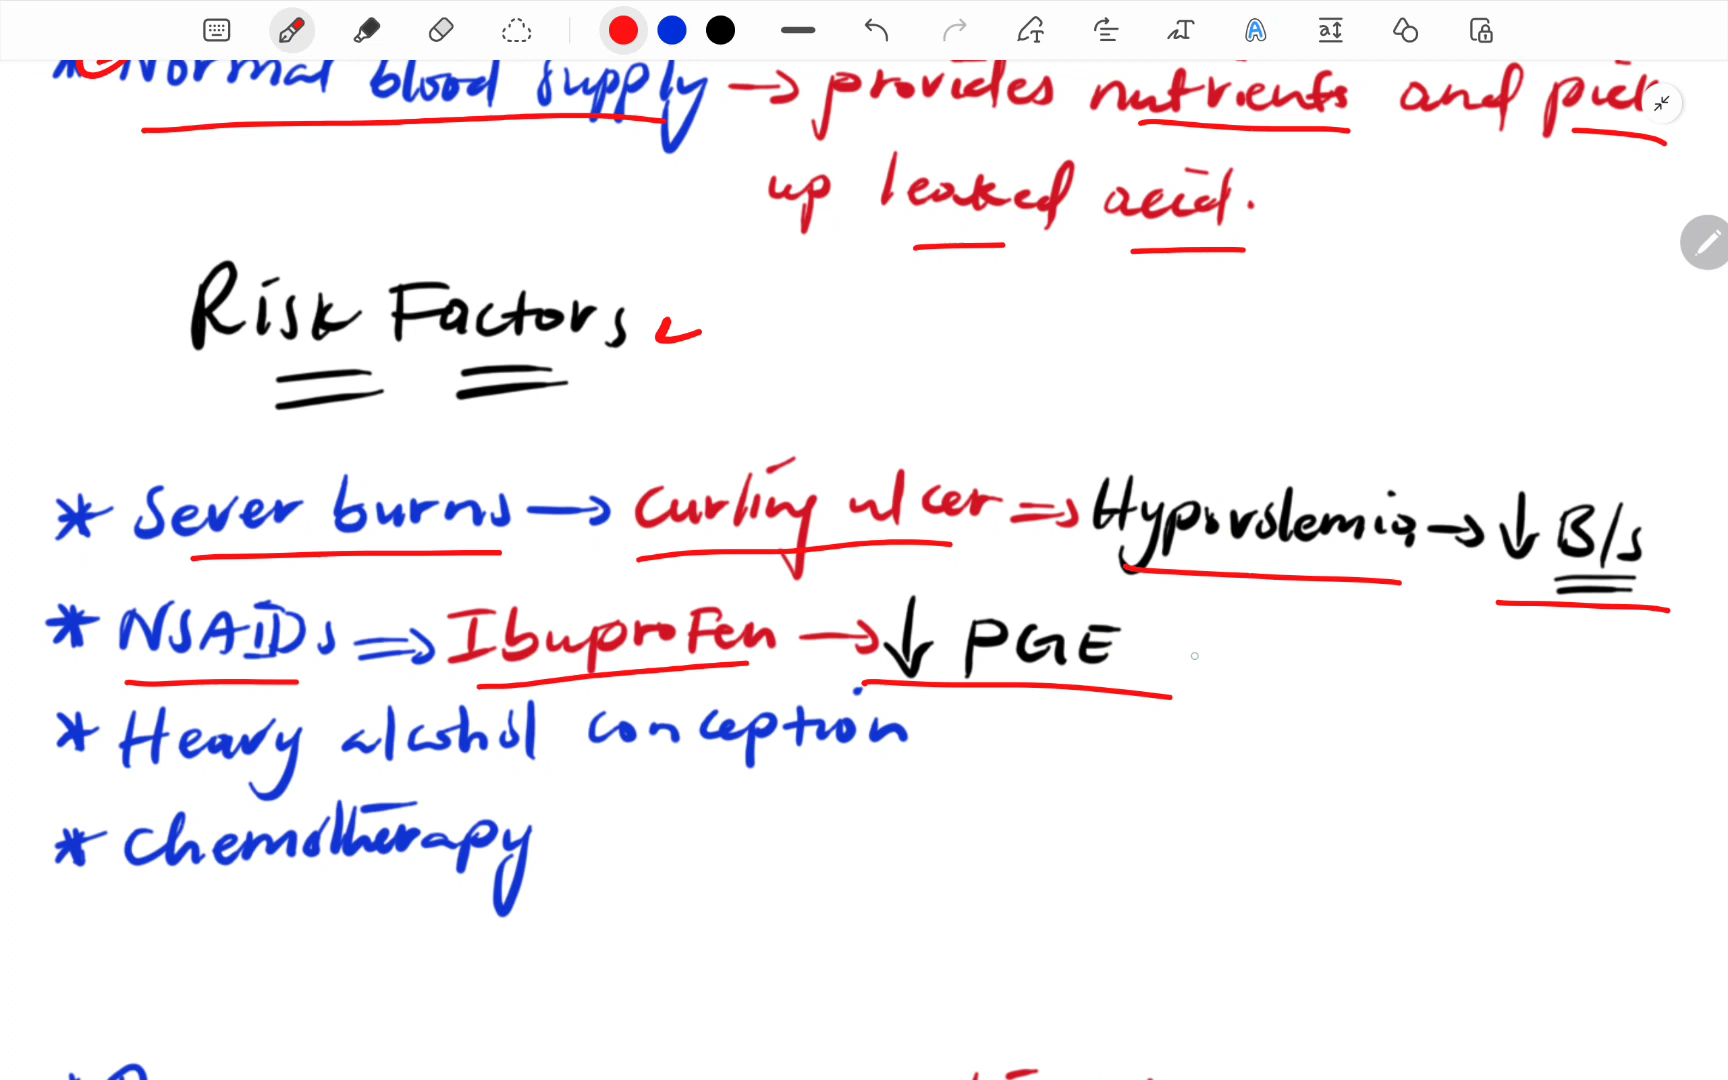 * Normal blood supply → provides nutrients and pick
up leaked acid.
Risk Factors
* Sever burns → Curling ulcer ⇒ Hypovolemia → ↓ B/s
* NSAIDs ⇒ Ibuprofen → ↓ PGE
* Heavy alcohol conception
* Chemotherapy